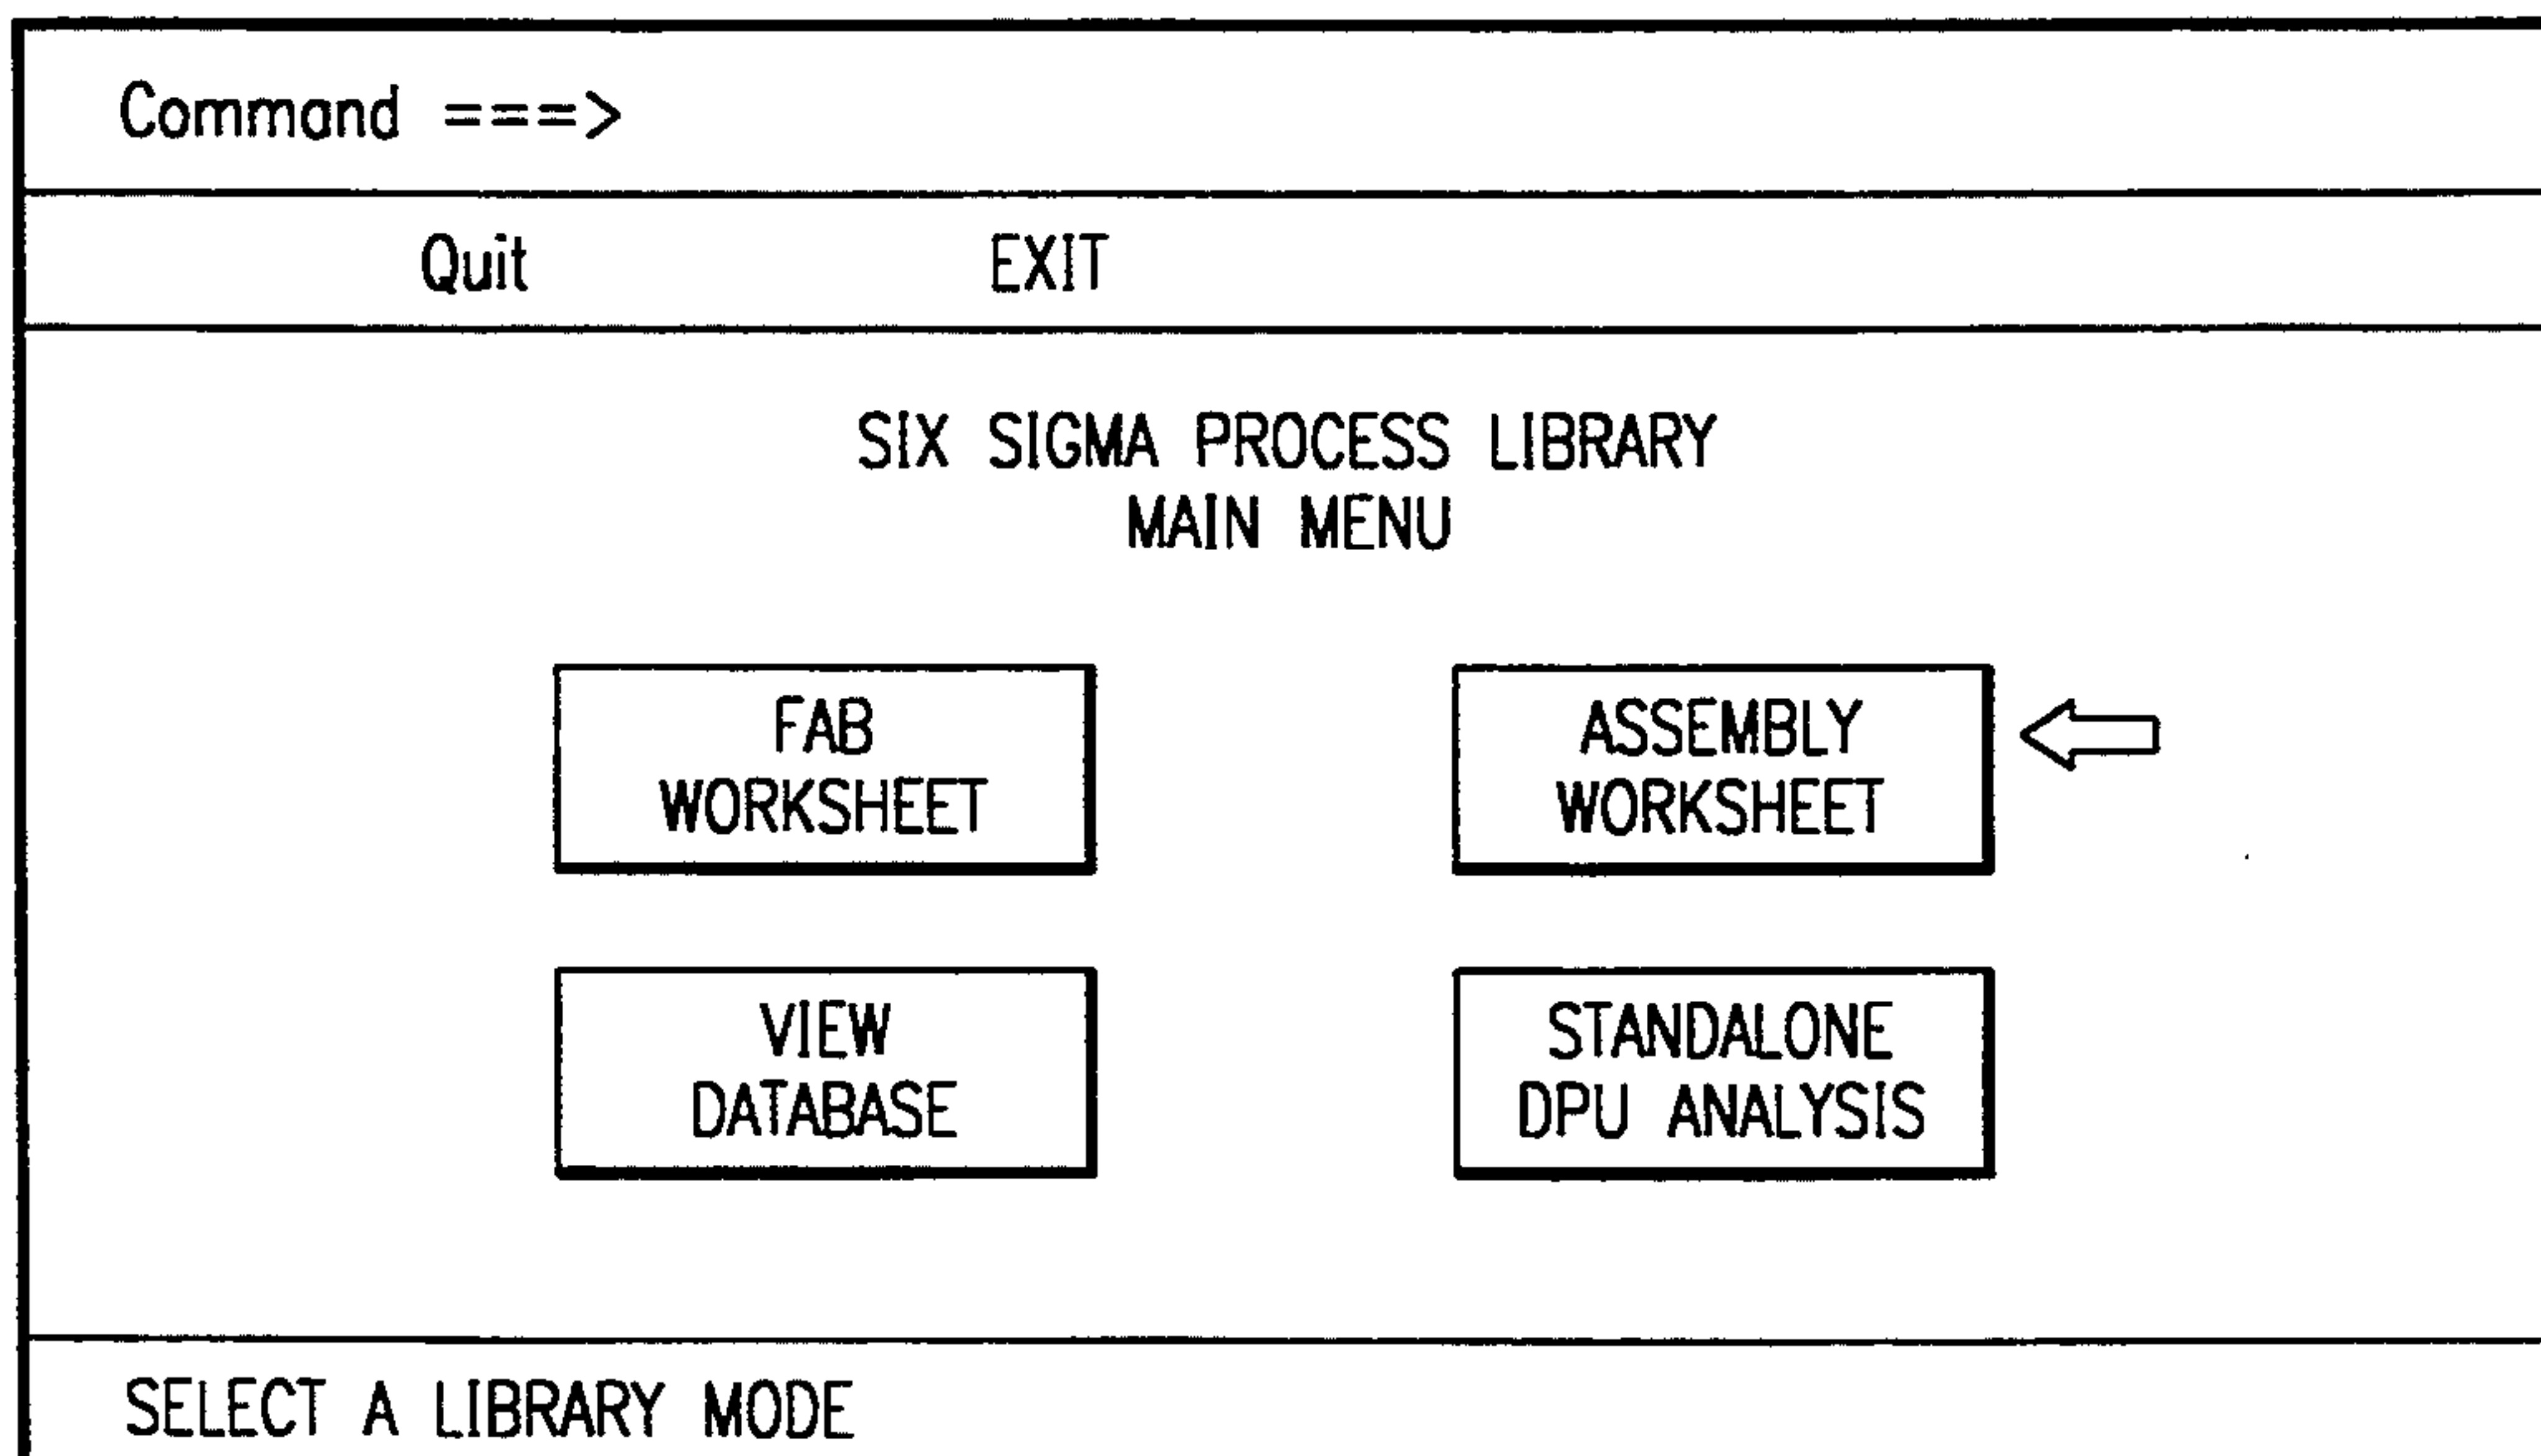 Command ===>
Quit EXIT
SIX SIGMA PROCESS LIBRARY
MAIN MENU
FAB
WORKSHEET
ASSEMBLY
WORKSHEET
VIEW
DATABASE
STANDALONE
DPU ANALYSIS
SELECT A LIBRARY MODE